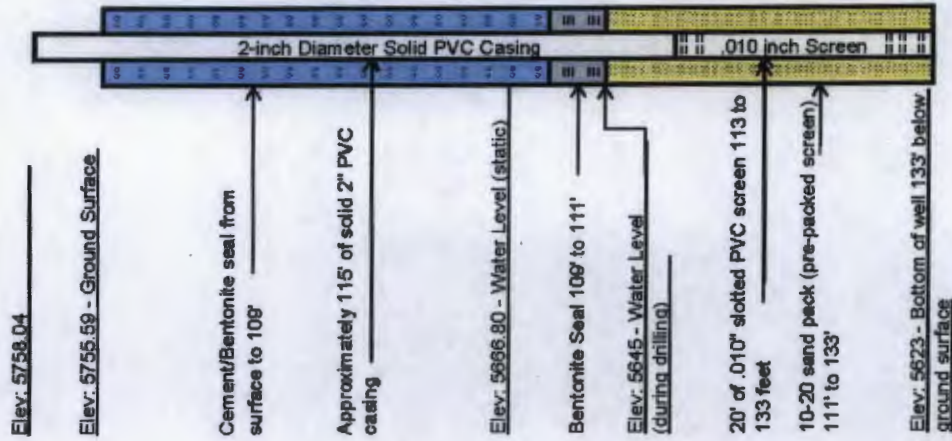 Elev: 5758.04
Elev: 5755.59 - Ground Surface
Cement/Bentonite seal from
surface to 109'
Approximately 115' of solid 2" PVC
casing
Elev: 5666.80 - Water Level (static)
Bentonite Seal 109' to 111'
Elev: 5645 - Water Level
(during drilling)
20' of .010" slotted PVC screen 113 to
133 feet
10-20 sand pack (pre-packed screen)
111' to 133'
Elev: 5623 - Bottom of well 133' below
ground surface
2-inch Diameter Solid PVC Casing
.010 inch Screen